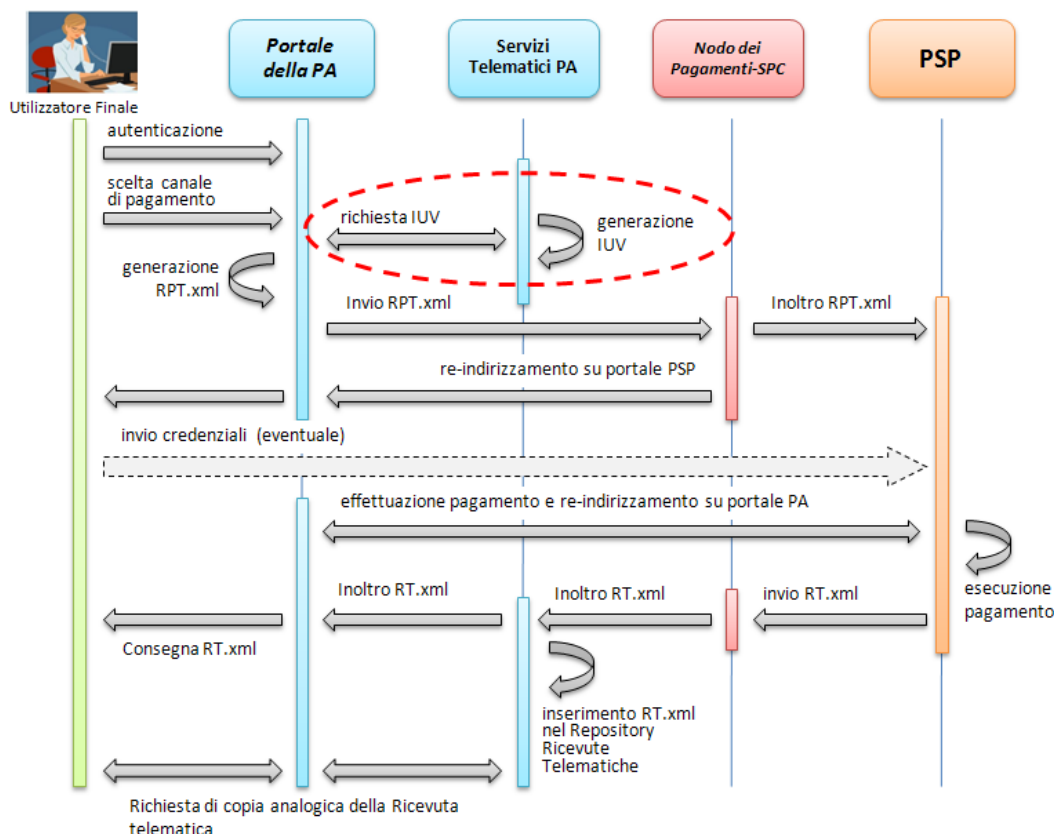 Portale
della PA
Servizi
Telematici PA
Nodo dei
Pagamenti-SPC
PSP
Utilizzatore Finale
autenticazione
scelta canale
di pagamento
richiesta IUV
generazione
IUV
generazione
RPT.xml
Invio RPT.xml
Inoltro RPT.xml
re-indirizzamento su portale PSP
invio credenziali (eventuale)
effettuazione pagamento e re-indirizzamento su portale PA
esecuzione
pagamento
Inoltro RT.xml
Inoltro RT.xml
invio RT.xml
Consegna RT.xml
inserimento RT.xml
nel Repository
Ricevute
Telematiche
Richiesta di copia analogica della Ricevuta
telematica